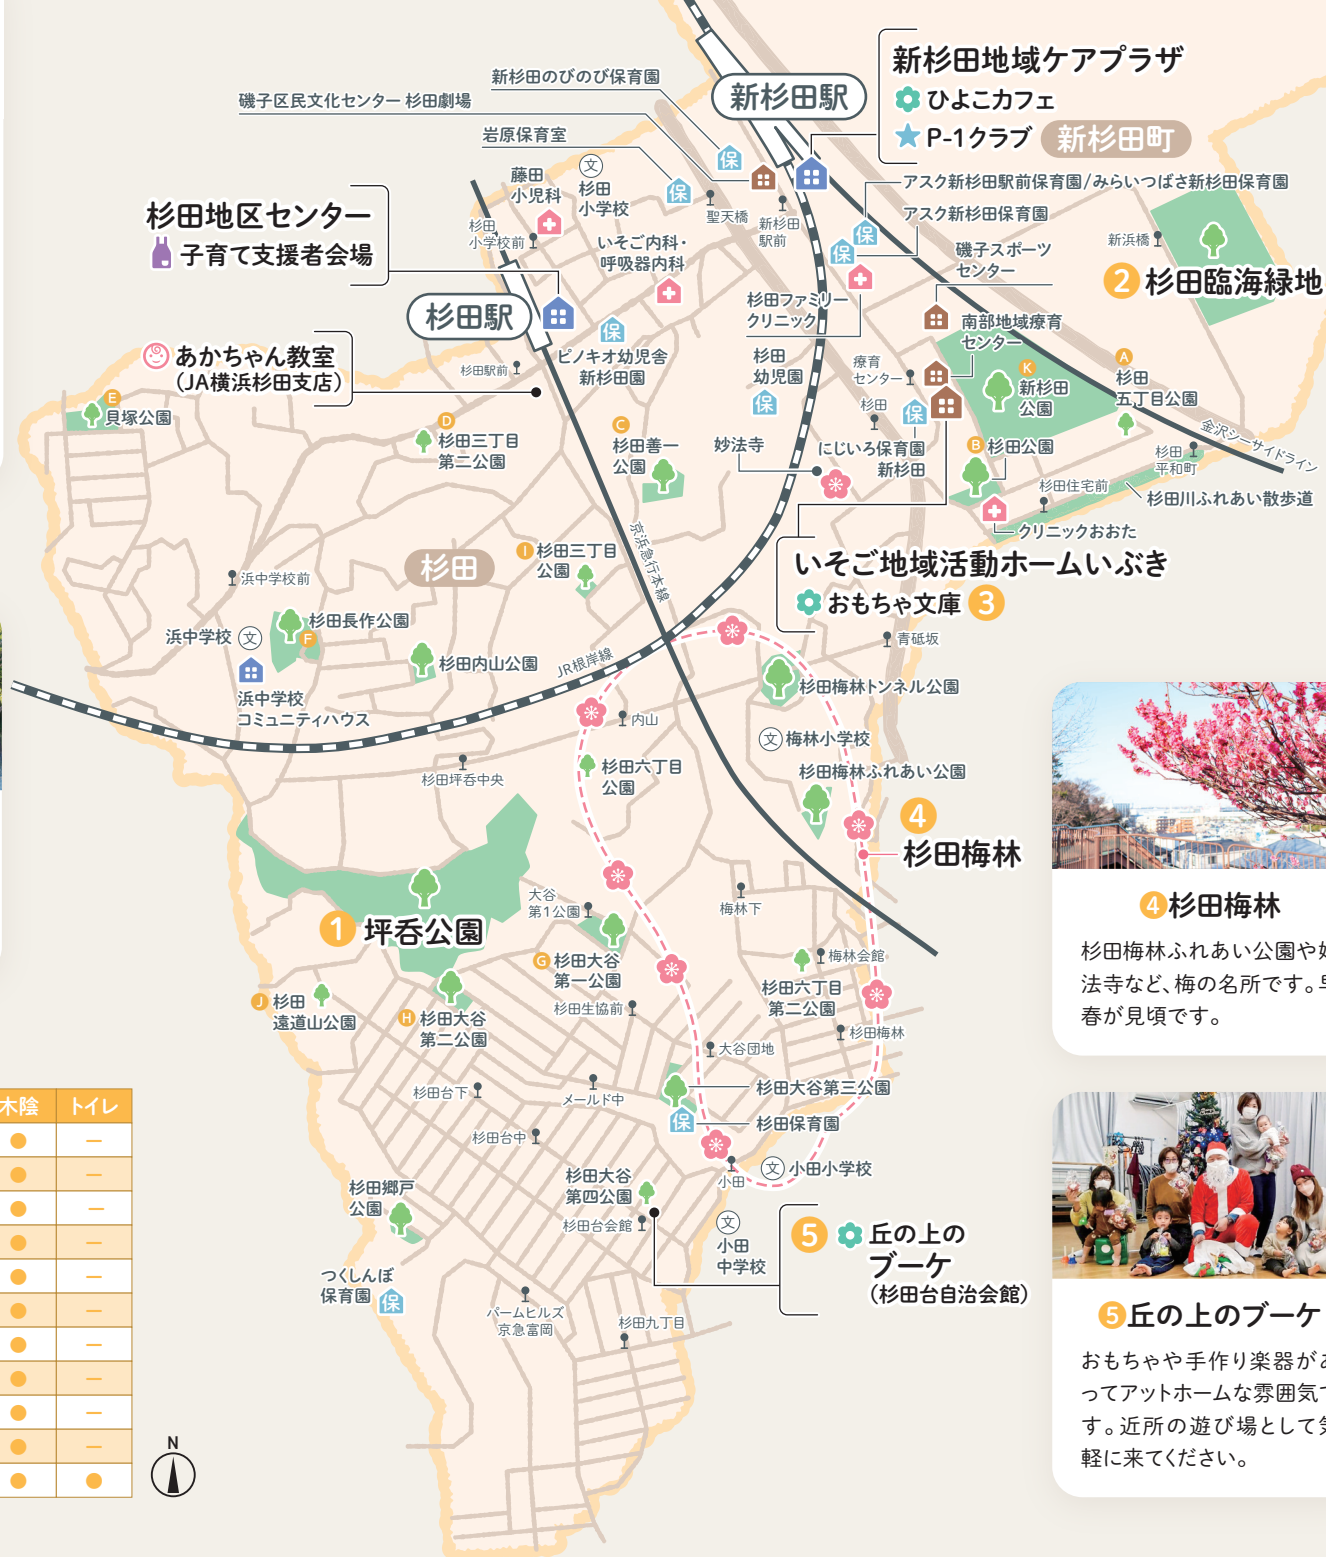 新杉田のびのび保育園
磯子区民文化センター 杉田劇場
岩原保育室
新杉田駅
新杉田地域ケアプラザ
ひよこカフェ
P-1クラブ
新杉田町
保
藤田
小児科
文
杉田
小学校
保
聖天橋
新杉田
駅前
アスク新杉田駅前保育園/みらいつばさ新杉田保育園
アスク新杉田保育園
保
保
新浜橋
2 杉田臨海緑地
杉田地区センター
子育て支援者会場
杉田
小学校前
いそご内科・
呼吸器内科
磯子スポーツ
センター
杉田駅
保
ピノキオ幼児舎
新杉田園
杉田ファミリー
クリニック
南部地域療育
センター
あかちゃん教室
(JA横浜杉田支店)
杉田駅前
杉田
幼児園
保
療育
センター
杉田
保
K
新杉田
公園
A
杉田
五丁目公園
金沢シーサイドライン
E
貝塚公園
D
杉田三丁目
第二公園
C
杉田善一
公園
妙法寺
にじいろ保育園
新杉田
B 杉田公園
杉田
平和町
杉田住宅前
杉田川ふれあい散歩道
クリニックおおた
京浜急行本線
杉田
I 杉田三丁目
公園
いそご地域活動ホームいぶき
おもちゃ文庫 3
浜中学校前
浜中学校 文
杉田長作公園
F
杉田内山公園
JR根岸線
青砥坂
浜中学校
コミュニティハウス
杉田梅林トンネル公園
内山
文 梅林小学校
杉田坪呑中央
杉田六丁目
公園
杉田梅林ふれあい公園
4
杉田梅林
1 坪呑公園
大谷
第1公園
梅林下
G 杉田大谷
第一公園
梅林会館
杉田六丁目
第二公園
J 杉田
遠道山公園
H 杉田大谷
第二公園
杉田生協前
杉田梅林
大谷団地
杉田大谷第三公園
杉田台下
メールド中
保
杉田保育園
杉田台中
小田
文 小田小学校
杉田郷戸
公園
杉田大谷
第四公園
杉田台会館
文
小田
中学校
5 丘の上の
ブーケ
(杉田台自治会館)
つくしんぼ
保育園
保
パームヒルズ
京急富岡
杉田九丁目
4杉田梅林
杉田梅林ふれあい公園や
法寺など、梅の名所です。
春が見頃です。
5丘の上のブーケ
おもちゃや手作り楽器が
ってアットホームな雰囲気
す。近所の遊び場として
軽に来てください。
木陰 トイレ
● －
● －
● －
● －
● －
● －
● －
● －
● －
● －
● ●
N